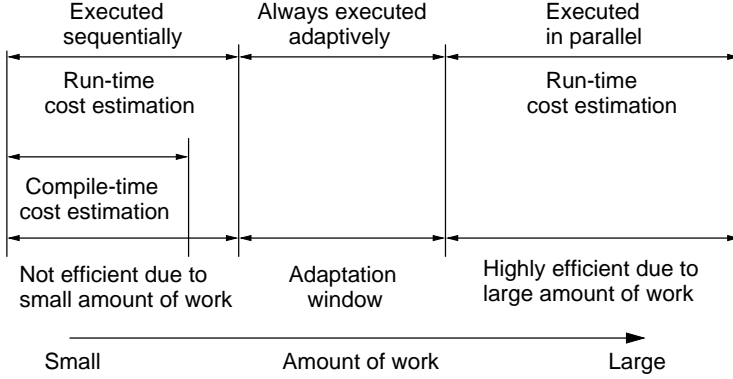 Executed
sequentially
Always executed
adaptively
Executed
in parallel
Run-time
cost estimation
Run-time
cost estimation
Compile-time
cost estimation
Not efficient due to
small amount of work
Adaptation
window
Highly efficient due to
large amount of work
Small
Amount of work
Large